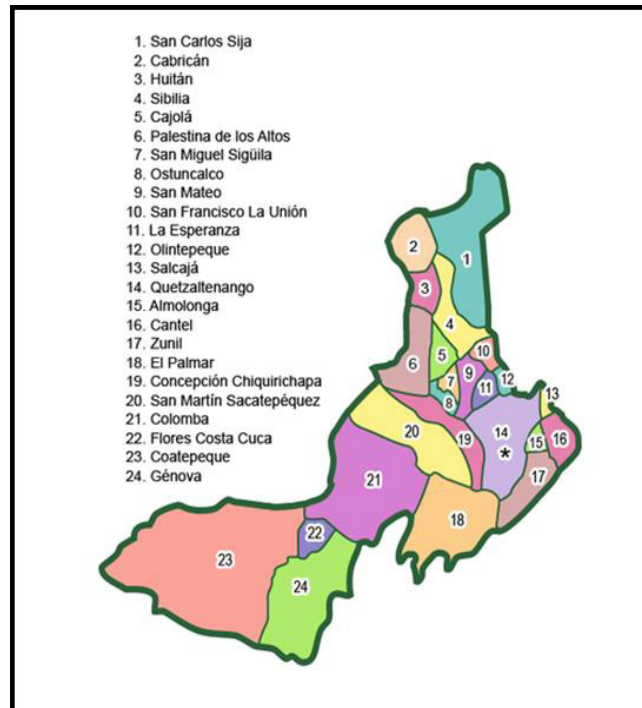 1. San Carlos Sija
2. Cabricán
3. Huitán
4. Sibilia
5. Cajolá
6. Palestina de los Altos
7. San Miguel Sigüila
8. Ostuncalco
9. San Mateo
10. San Francisco La Unión
11. La Esperanza
12. Olintepeque
13. Salcajá
14. Quetzaltenango
15. Almolonga
16. Cantel
17. Zunil
18. El Palmar
19. Concepción Chiquirichapa
20. San Martín Sacatepéquez
21. Colomba
22. Flores Costa Cuca
23. Coatepeque
24. Génova
2
1
3
4
6
5
10
7
9
11
12
8
13
20
19
14
15
16
*
21
17
18
22
23
24